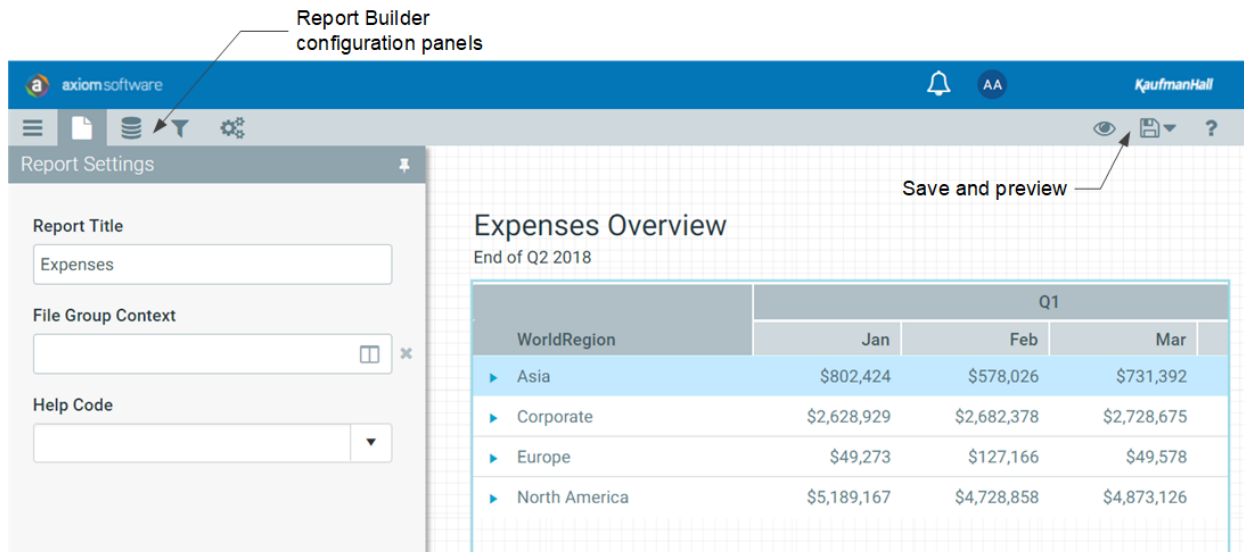 Report Builder
configuration panels
axiomsoftware
AA
KaufmanHall
?
Report Settings
Save and preview
Report Title
Expenses
File Group Context
Help Code
Expenses Overview
End of Q2 2018
Q1
WorldRegion Jan Feb Mar
Asia $802,424 $578,026 $731,392
Corporate $2,628,929 $2,682,378 $2,728,675
Europe $49,273 $127,166 $49,578
North America $5,189,167 $4,728,858 $4,873,126